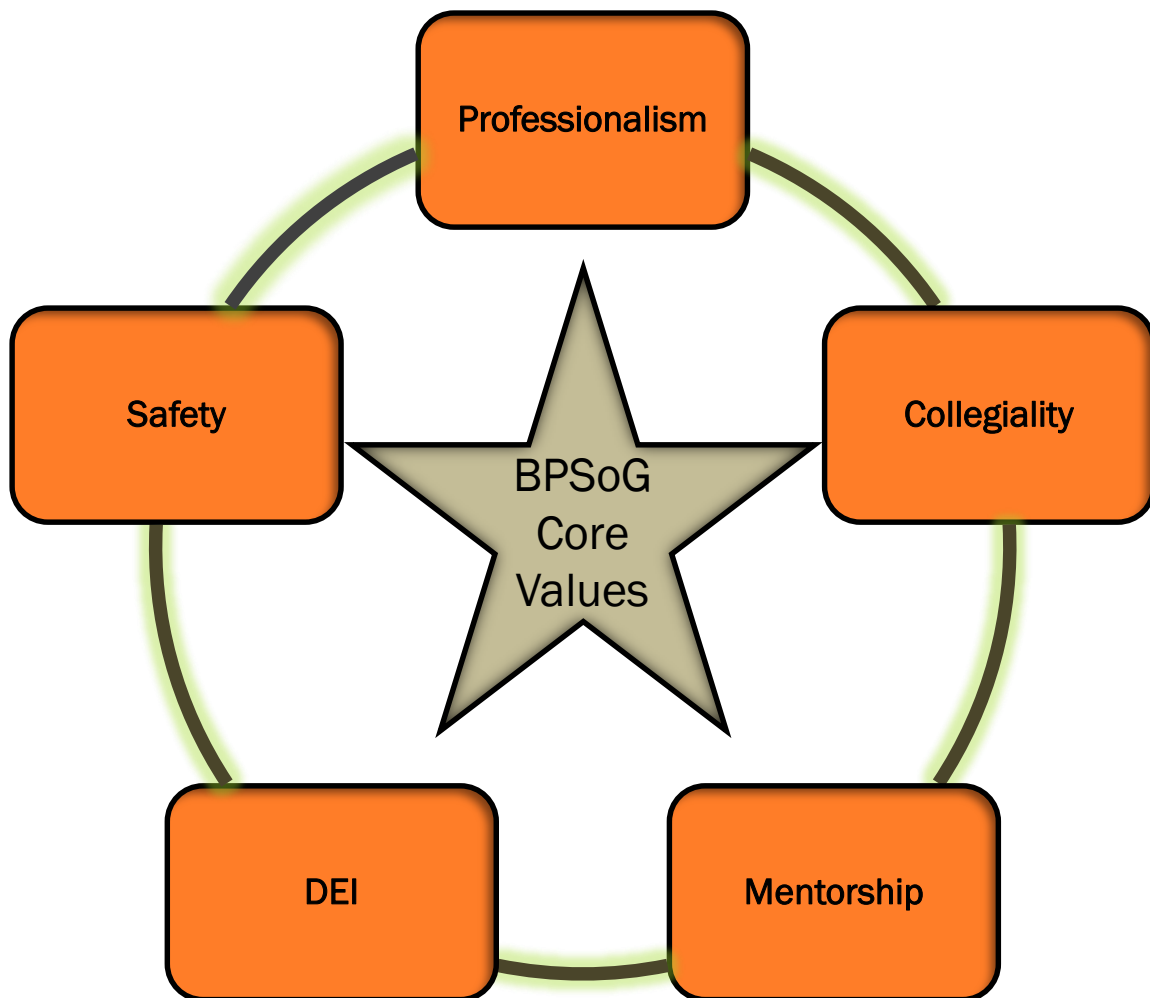 Professionalism
Safety
Collegiality
BPSoG
Core
Values
DEI
Mentorship